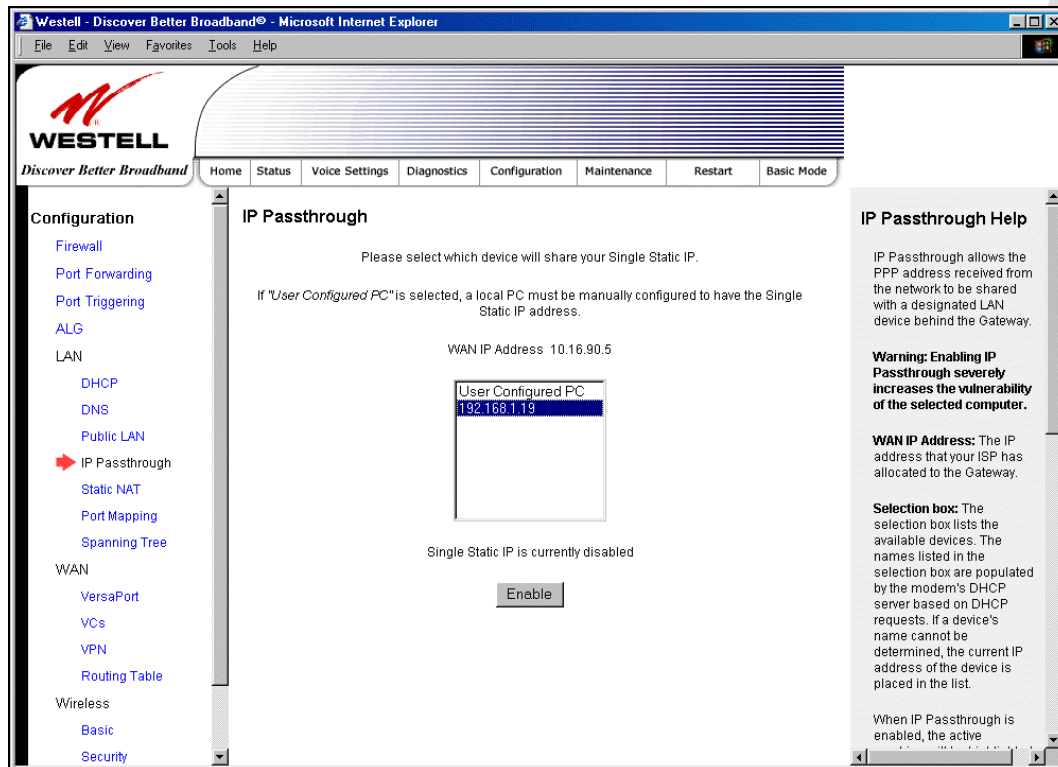 Westell - Discover Better Broadband® - Microsoft Internet Explorer
File Edit View Favorites Tools Help
WESTELL
Discover Better Broadband
Home Status Voice Settings Diagnostics Configuration Maintenance Restart Basic Mode
Configuration
Firewall
Port Forwarding
Port Triggering
ALG
LAN
DHCP
DNS
Public LAN
IP Passthrough
Static NAT
Port Mapping
Spanning Tree
WAN
VersaPort
VCs
VPN
Routing Table
Wireless
Basic
Security
IP Passthrough
Please select which device will share your Single Static IP.
If "User Configured PC" is selected, a local PC must be manually configured to have the Single
Static IP address.
WAN IP Address 10.16.90.5
User Configured PC
192.168.1.19
Single Static IP is currently disabled
Enable
IP Passthrough Help
IP Passthrough allows the
PPP address received from
the network to be shared
with a designated LAN
device behind the Gateway.
Warning: Enabling IP
Passthrough severely
increases the vulnerability
of the selected computer.
WAN IP Address: The IP
address that your ISP has
allocated to the Gateway.
Selection box: The
selection box lists the
available devices. The
names listed in the
selection box are populated
by the modem's DHCP
server based on DHCP
requests. If a device's
name cannot be
determined, the current IP
address of the device is
placed in the list.
When IP Passthrough is
enabled, the active